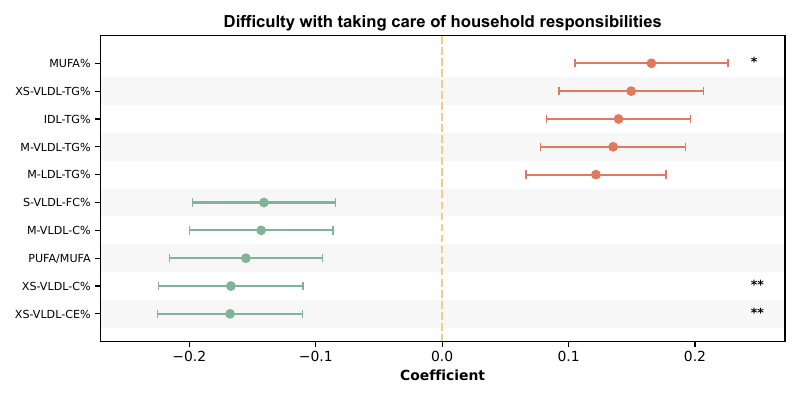 Difficulty with taking care of household responsibilities
MUFA% *
XS-VLDL-TG%
IDL-TG%
M-VLDL-TG%
M-LDL-TG%
S-VLDL-FC%
M-VLDL-C%
PUFA/MUFA
XS-VLDL-C% **
XS-VLDL-CE% **
−0.2 −0.1 0.0 0.1 0.2
Coefficient